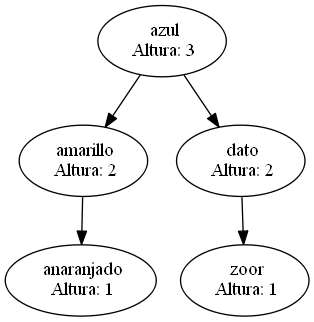 azul
Altura: 3
amarillo
Altura: 2
dato
Altura: 2
anaranjado
Altura: 1
zoor
Altura: 1